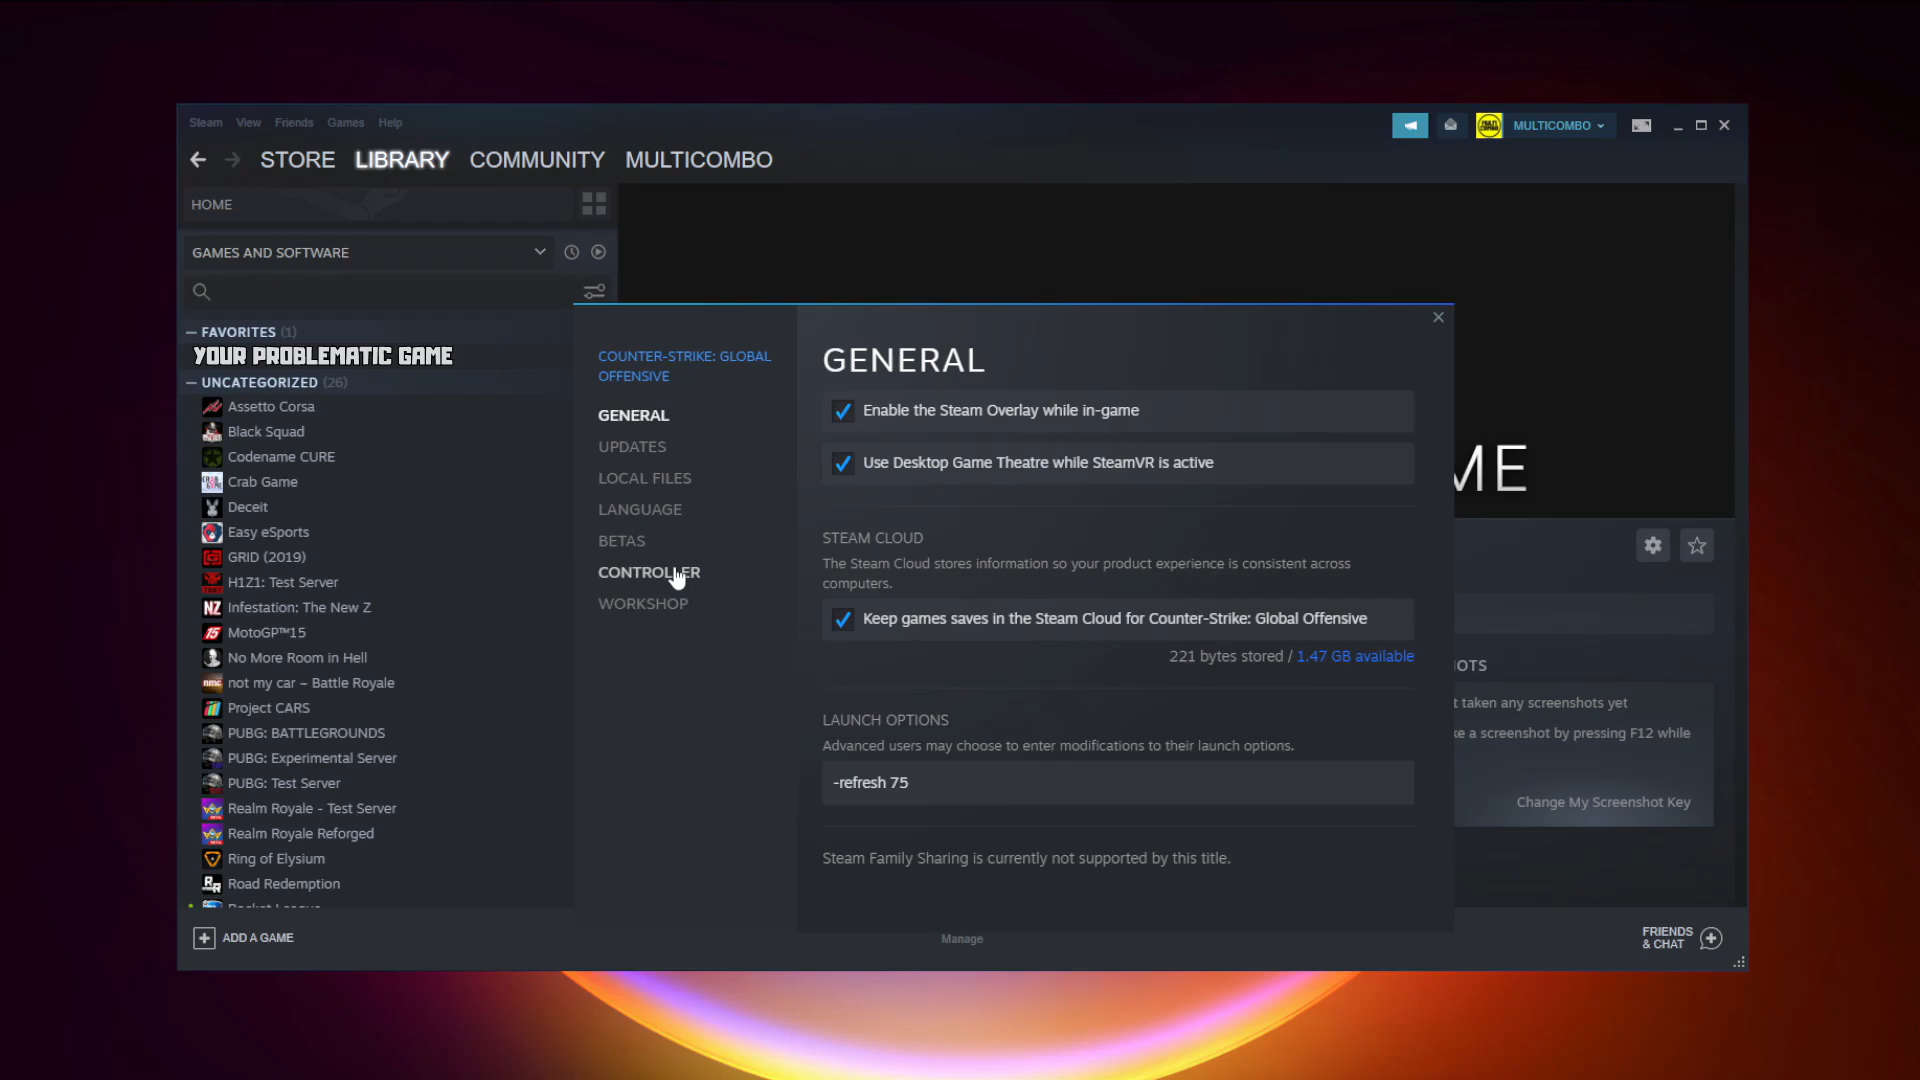 Steam View Friends Games Help
MULTICOMBO
STORE LIBRARY COMMUNITY MULTICOMBO
HOME
GAMES AND SOFTWARE
FAVORITES (1)
YOUR PROBLEMATIC GAME
UNCATEGORIZED (26)
Assetto Corsa
Black Squad
Codename CURE
Crab Game
Deceit
Easy eSports
GRID (2019)
H1Z1: Test Server
Infestation: The New Z
MotoGP™15
No More Room in Hell
not my car – Battle Royale
Project CARS
PUBG: BATTLEGROUNDS
PUBG: Experimental Server
PUBG: Test Server
Realm Royale - Test Server
Realm Royale Reforged
Ring of Elysium
Road Redemption
Rocket League
ADD A GAME
COUNTER-STRIKE: GLOBAL
OFFENSIVE
GENERAL
UPDATES
LOCAL FILES
LANGUAGE
BETAS
CONTROLLER
WORKSHOP
GENERAL
Enable the Steam Overlay while in-game
Use Desktop Game Theatre while SteamVR is active
STEAM CLOUD
The Steam Cloud stores information so your product experience is consistent across
computers.
Keep games saves in the Steam Cloud for Counter-Strike: Global Offensive
221 bytes stored / 1.47 GB available
LAUNCH OPTIONS
Advanced users may choose to enter modifications to their launch options.
-refresh 75
Steam Family Sharing is currently not supported by this title.
Manage
ME
OTS
t taken any screenshots yet
ke a screenshot by pressing F12 while
Change My Screenshot Key
FRIENDS
& CHAT